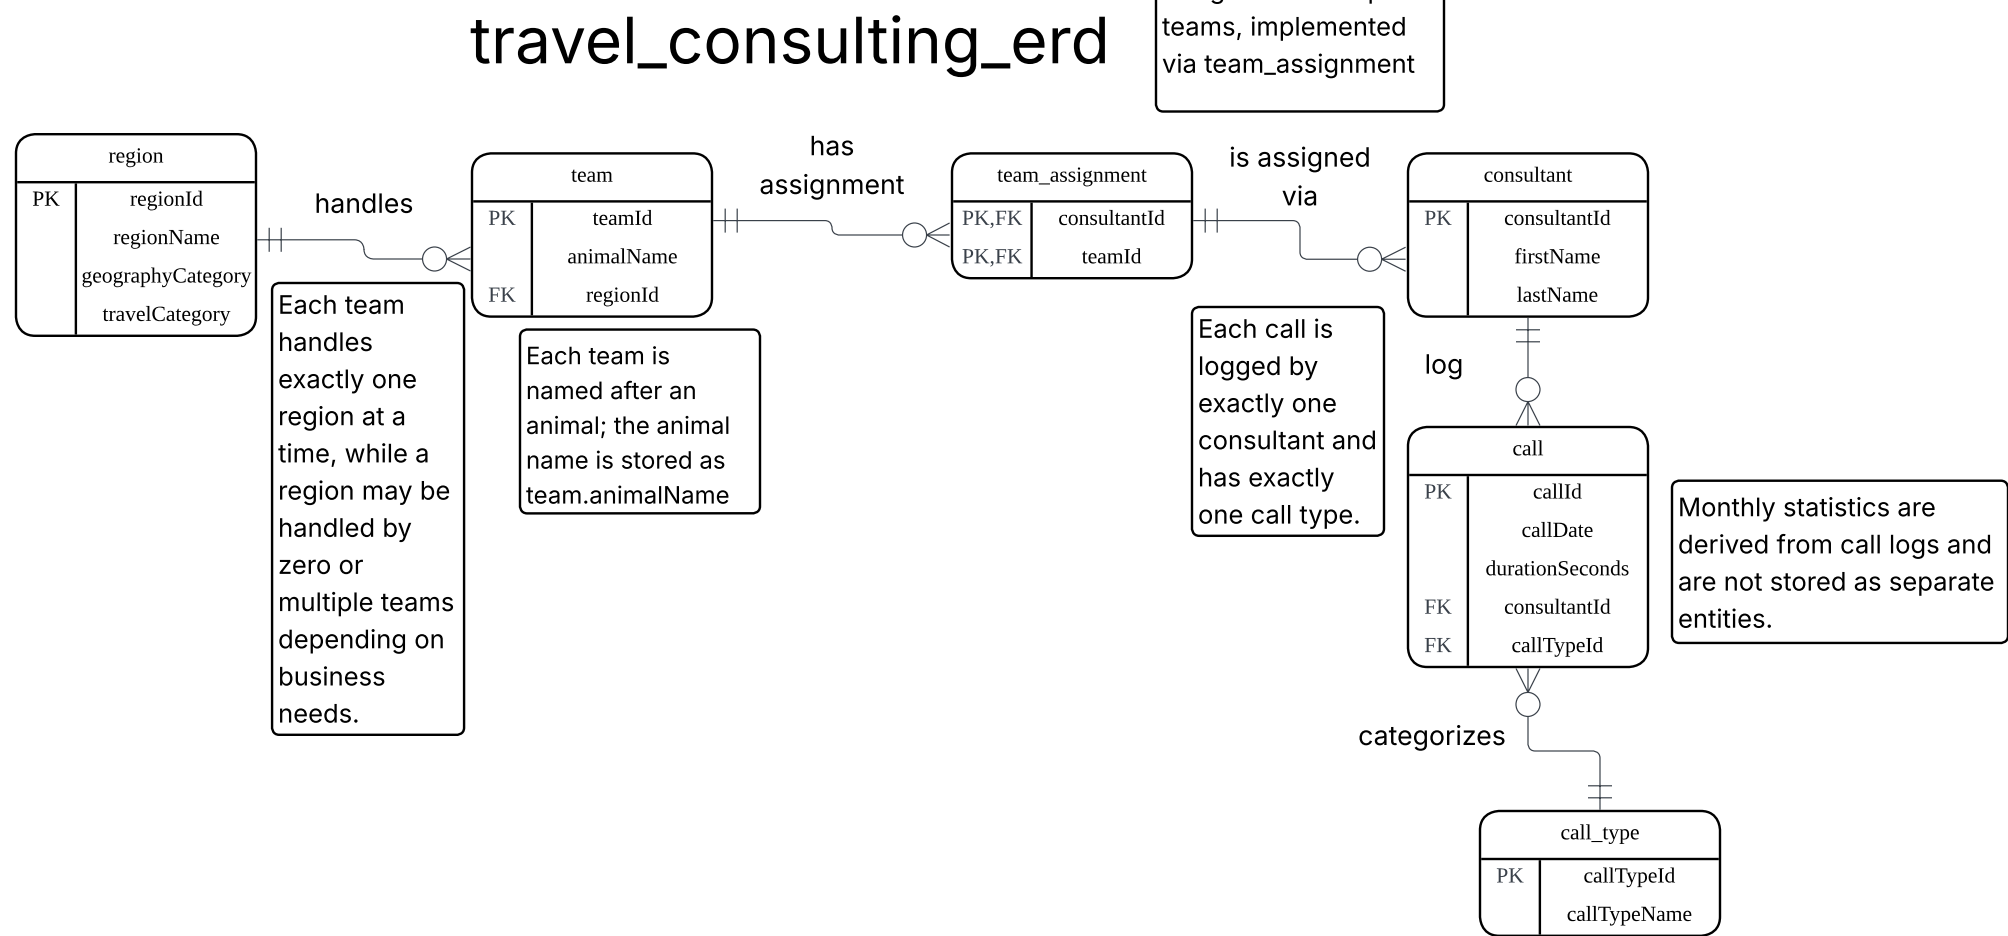 travel_consulting_erd
teams, implemented
via team_assignment
region
PK regionId
regionName
geographyCategory
travelCategory
handles
Each team
handles
exactly one
region at a
time, while a
region may be
handled by
zero or
multiple teams
depending on
business
needs.
team
PK teamId
animalName
FK regionId
Each team is
named after an
animal; the animal
name is stored as
team.animalName
has
assignment
team_assignment
PK,FK consultantId
PK,FK teamId
is assigned
via
consultant
PK consultantId
firstName
lastName
Each call is
logged by
exactly one
consultant and
has exactly
one call type.
log
call
PK callId
callDate
durationSeconds
FK consultantId
FK callTypeId
Monthly statistics are
derived from call logs and
are not stored as separate
entities.
categorizes
call_type
PK callTypeId
callTypeName